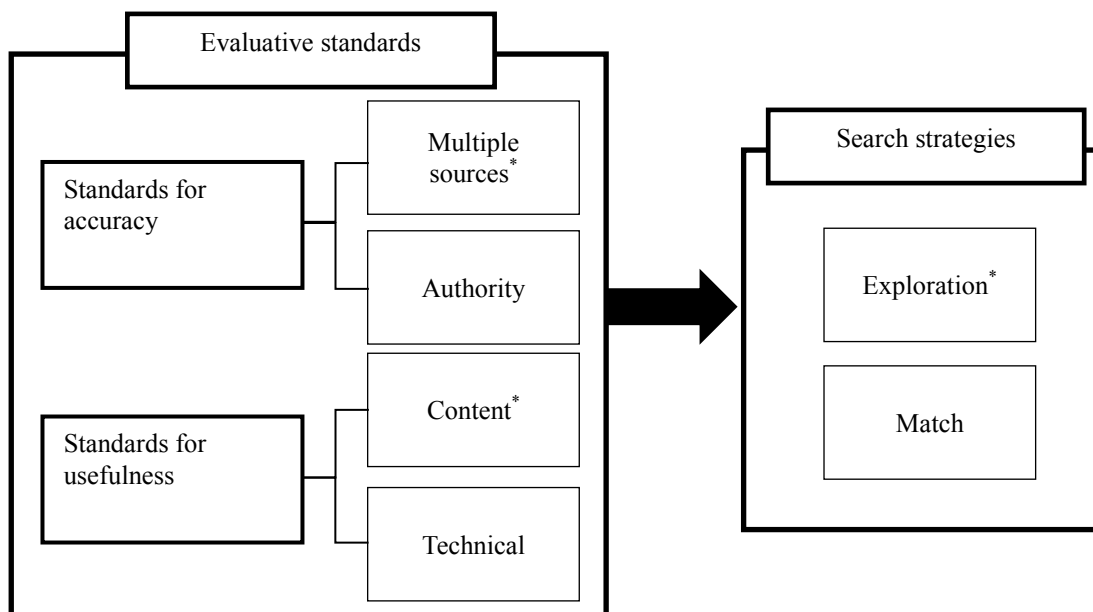 Evaluative standards
Standards for
accuracy
Multiple
sources*
Authority
Standards for
usefulness
Content*
Technical
Search strategies
Exploration*
Match